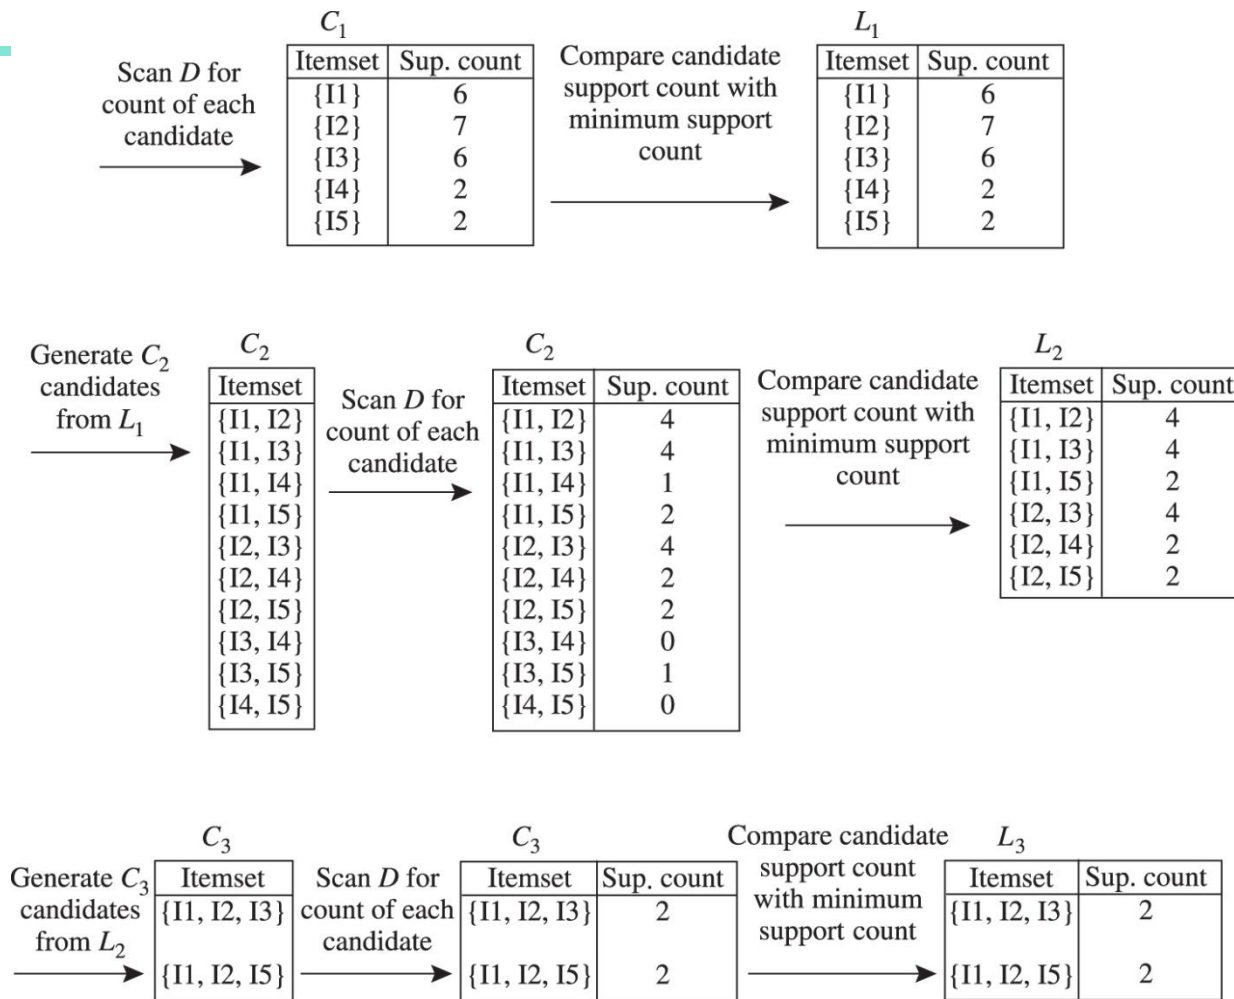 C1
L1
Scan D for
count of each
candidate
Itemset Sup. count
{I1} 6
{I2} 7
{I3} 6
{I4} 2
{I5} 2
Compare candidate
support count with
minimum support
count
Itemset Sup. count
{I1} 6
{I2} 7
{I3} 6
{I4} 2
{I5} 2
Generate C2
candidates
from L1
C2
Itemset
{I1, I2}
{I1, I3}
{I1, I4}
{I1, I5}
{I2, I3}
{I2, I4}
{I2, I5}
{I3, I4}
{I3, I5}
{I4, I5}
Scan D for
count of each
candidate
C2
Itemset Sup. count
{I1, I2} 4
{I1, I3} 4
{I1, I4} 1
{I1, I5} 2
{I2, I3} 4
{I2, I4} 2
{I2, I5} 2
{I3, I4} 0
{I3, I5} 1
{I4, I5} 0
Compare candidate
support count with
minimum support
count
L2
Itemset Sup. count
{I1, I2} 4
{I1, I3} 4
{I1, I5} 2
{I2, I3} 4
{I2, I4} 2
{I2, I5} 2
Generate C3
candidates
from L2
C3
Itemset
{I1, I2, I3}
{I1, I2, I5}
Scan D for
count of each
candidate
C3
Itemset Sup. count
{I1, I2, I3} 2
{I1, I2, I5} 2
Compare candidate
support count
with minimum
support count
L3
Itemset Sup. count
{I1, I2, I3} 2
{I1, I2, I5} 2